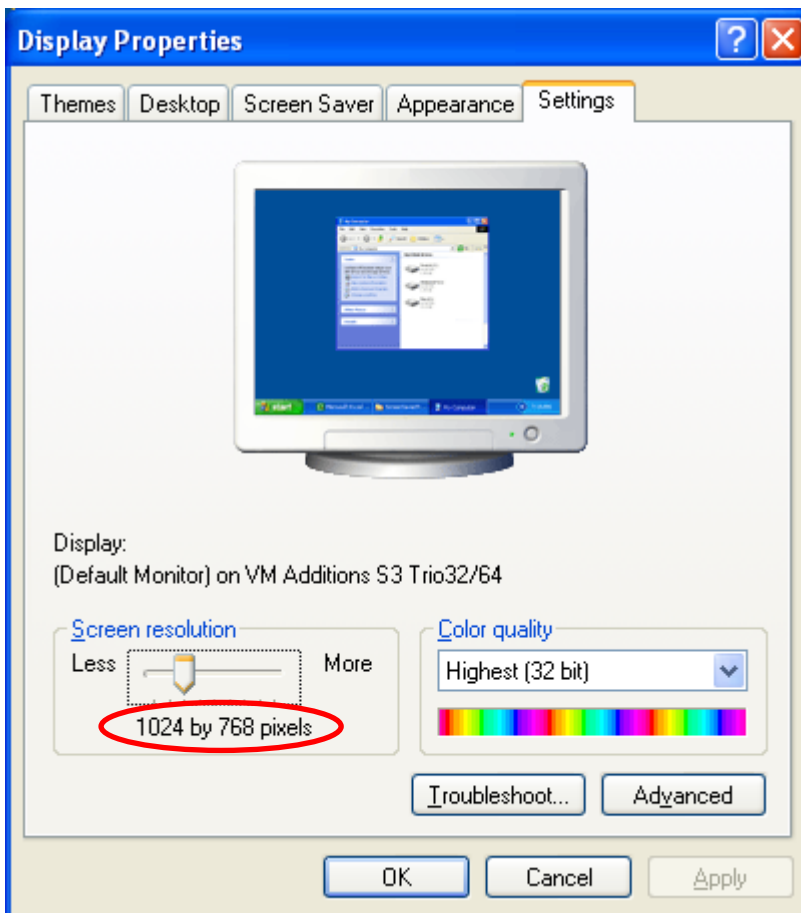 Display Properties
Themes Desktop Screen Saver Appearance Settings
start
Display:
(Default Monitor) on VM Additions S3 Trio32/64
Screen resolution
Less More
1024 by 768 pixels
Color quality
Highest (32 bit)
Troubleshoot... Advanced
OK Cancel Apply